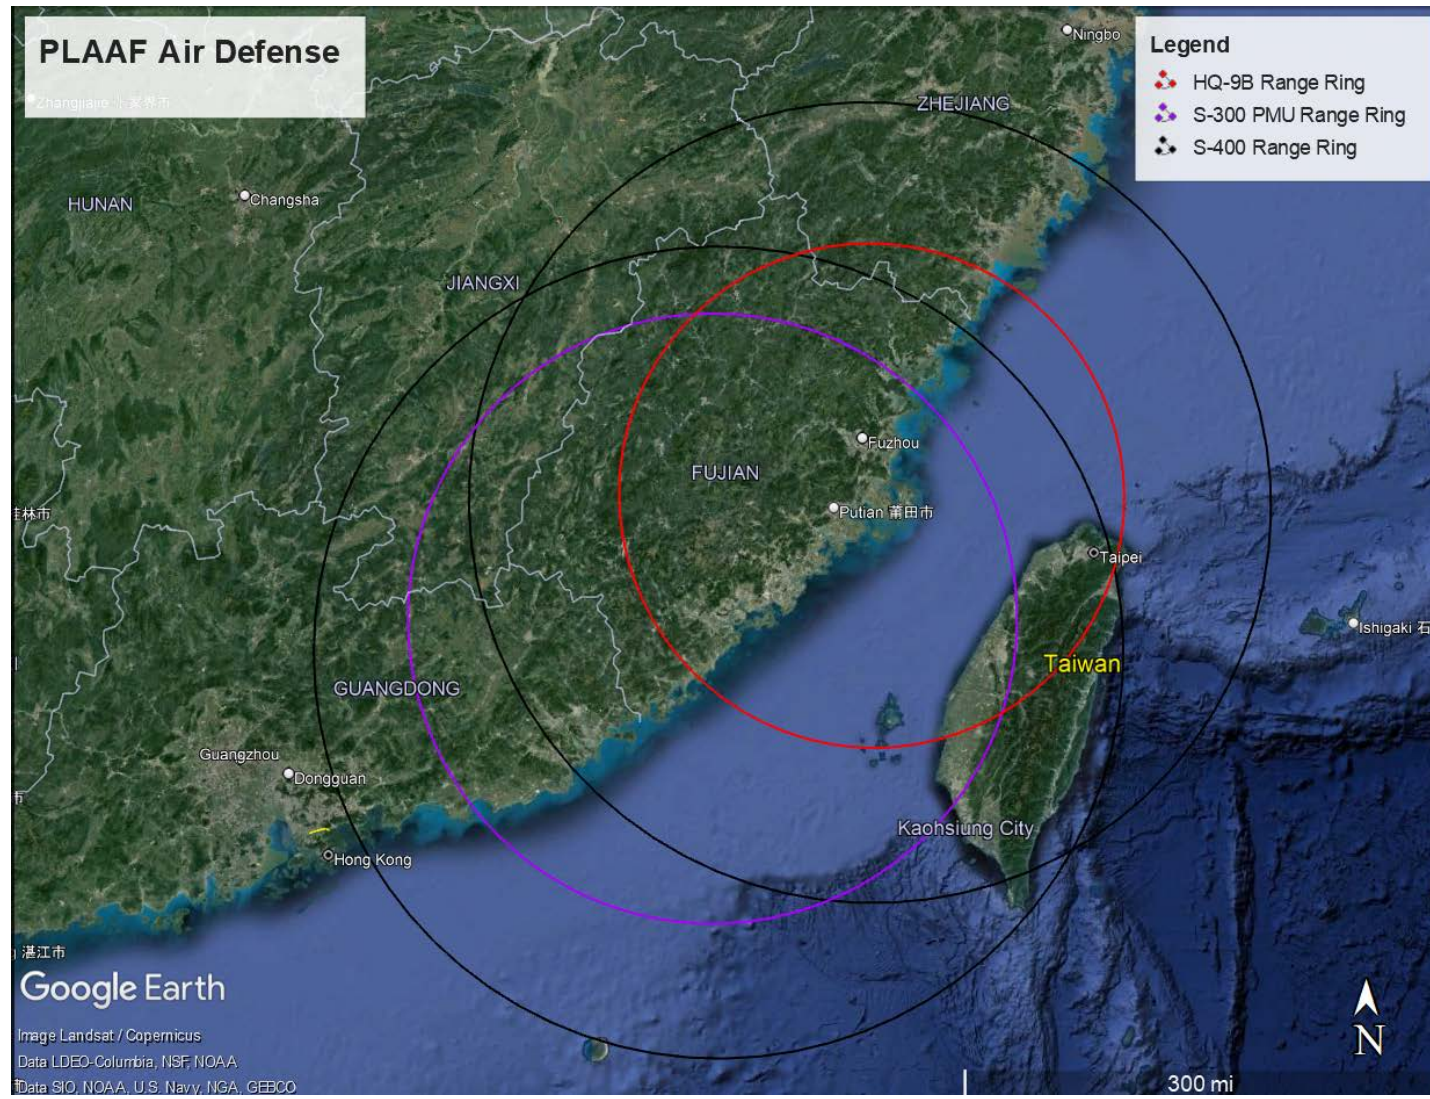 PLAAF Air Defense
Zhangjiajie
Ningbo
Legend
HQ-9B Range Ring
S-300 PMU Range Ring
S-400 Range Ring
ZHEJIANG
HUNAN
Changsha
JIANGXI
Fuzhou
FUJIAN
Putian 莆田市
桂林市
Taipei
Ishigaki 石
Taiwan
GUANGDONG
Guangzhou
Dongguan
市
Kaohsiung City
Hong Kong
湛江市
Google Earth
Image Landsat / Copernicus
Data LDEO-Columbia, NSF, NOAA
Data SIO, NOAA, U.S. Navy, NGA, GEBCO
N
300 mi